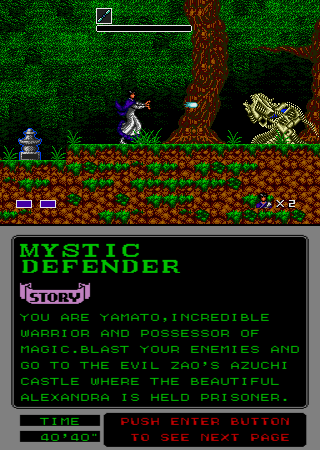 X 2
MYSTIC
DEFENDER
STORY
YOU ARE YAMATO,INCREDIBLE
WARRIOR AND POSSESSOR OF
MAGIC.BLAST YOUR ENEMIES AND
GO TO THE EVIL ZAO'S AZUCHI
CASTLE WHERE THE BEAUTIFUL
ALEXANDRA IS HELD PRISONER.
TIME
40'40"
PUSH ENTER BUTTON
TO SEE NEXT PAGE